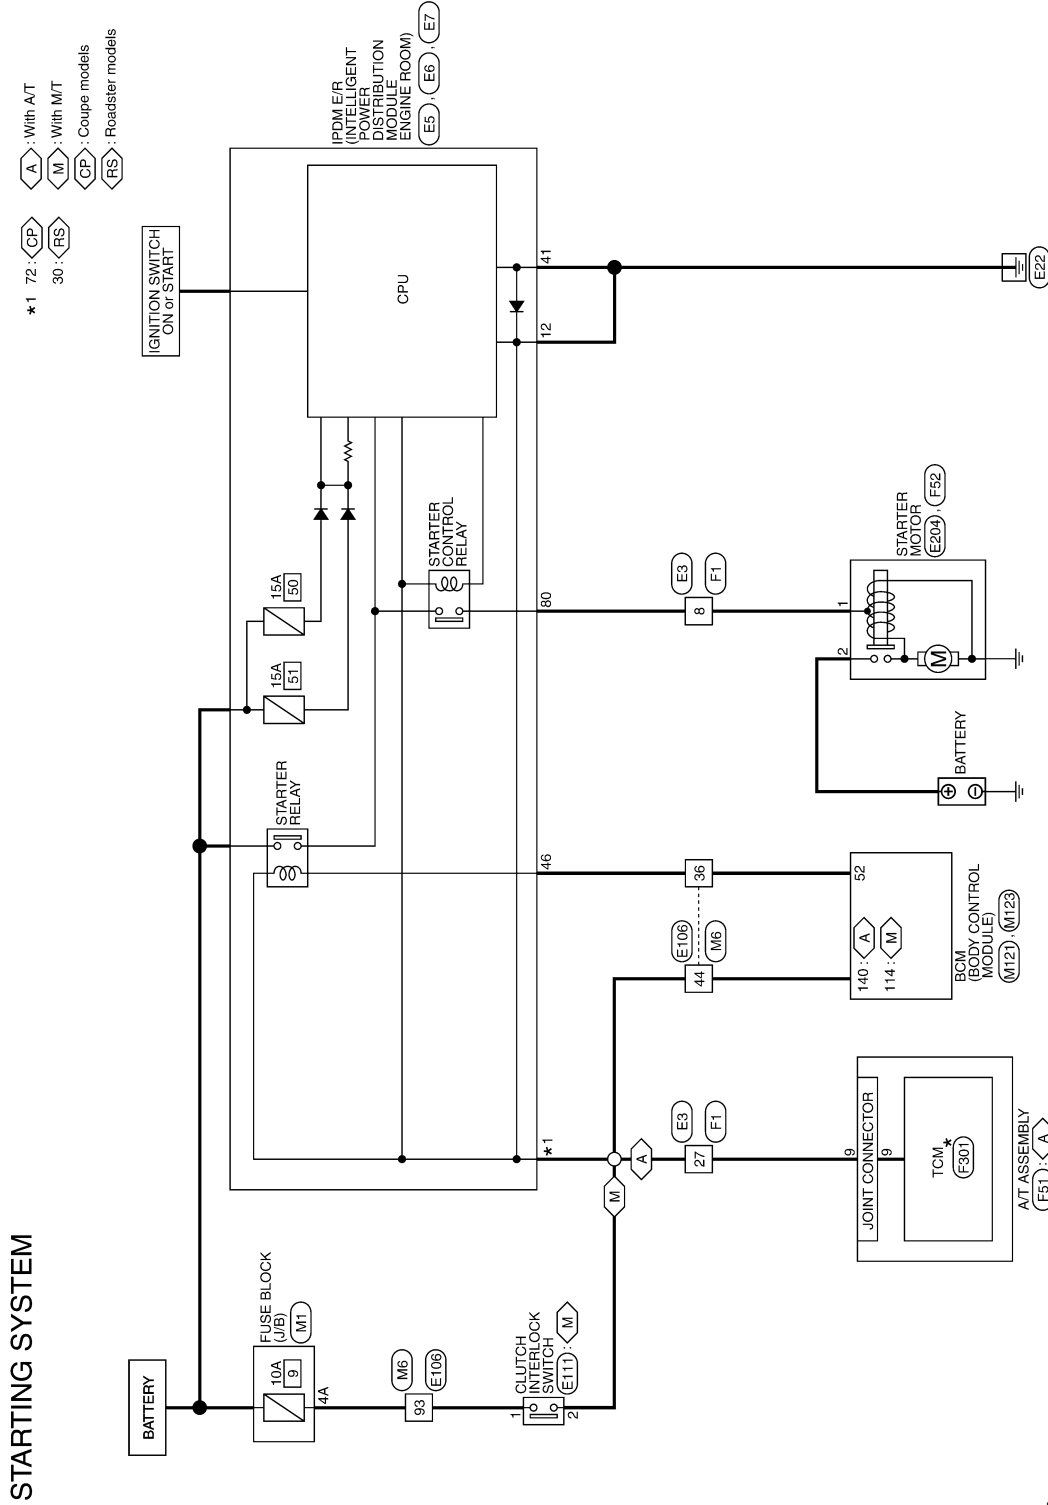 STARTING SYSTEM
★1 72 : CP
30 : RS
A : With A/T
M : With M/T
CP : Coupe models
RS : Roadster models
BATTERY
IGNITION SWITCH
ON or START
FUSE BLOCK
(J/B)
M1
10A
9
4A
M6
93
E106
CLUTCH
INTERLOCK
SWITCH
E111 : M
1
2
M
IPDM E/R
(INTELLIGENT
POWER
DISTRIBUTION
MODULE
ENGINE ROOM)
E5 , E6 , E7
STARTER
RELAY
15A
51
15A
50
STARTER
CONTROL
RELAY
CPU
★1
46
80
12
41
A
E3
27
F1
E106
44
36
M6
E3
8
F1
9
JOINT CONNECTOR
9
TCM★
F301
A/T ASSEMBLY
F51 : A
140 : A
114 : M
52
BCM
(BODY CONTROL
MODULE)
M121 , M123
BATTERY
+
−
2
1
M
STARTER
MOTOR
E204 , F52
E22